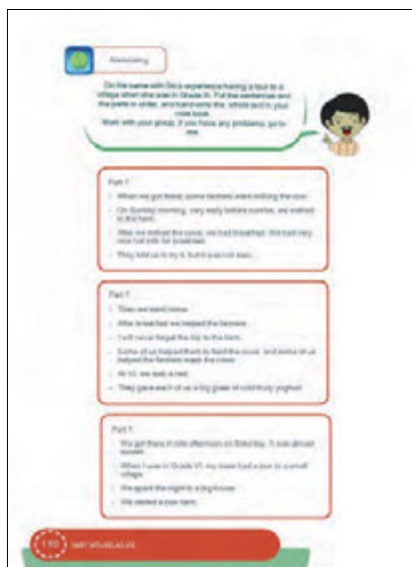 Associating
Do the same with Siti's experience having a tour to a
village when she was in Grade VI. Put the sentences and
the parts in order, and hand-write the whole text in your
note book.
Work with your group. If you have any problems, go to
me.
Part ?
- When we got there, some farmers were milking the cow.
- On Sunday morning, very early before sunrise, we walked
to the farm.
- After we milked the cows, we had breakfast. We had very
nice hot milk for breakfast.
- They told us to try it, but it was not easy.
Part ?
- Then we went home.
- After breakfast we helped the farmers.
- I will never forget the trip to the farm.
- Some of us helped them to feed the cows, and some of us
helped the farmers wash the cows.
- At 10, we took a rest.
- They gave each of us a big glass of cold fruity yoghurt.
Part ?
- We got there in late afternoon on Saturday. It was almost
sunset.
- When I was in Grade VI, my class had a tour to a small
village.
- We spent the night in a big house.
- We visited a cow farm.
SMP/MTs KELAS VIII